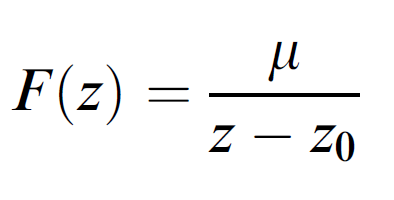 F(z) = μ / (z − z₀)